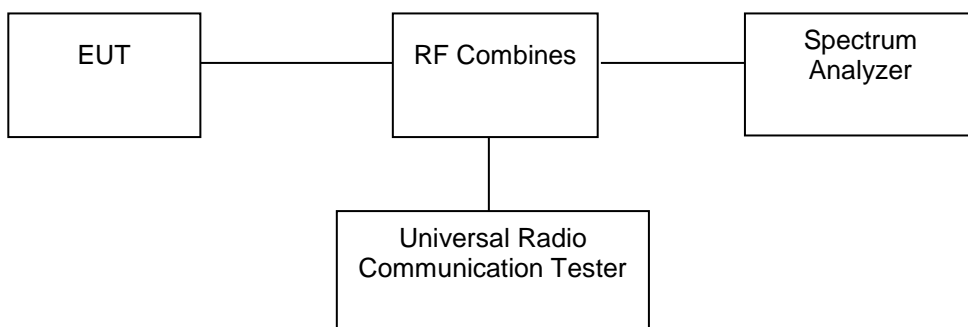 EUT
RF Combines
Spectrum
Analyzer
Universal Radio
Communication Tester